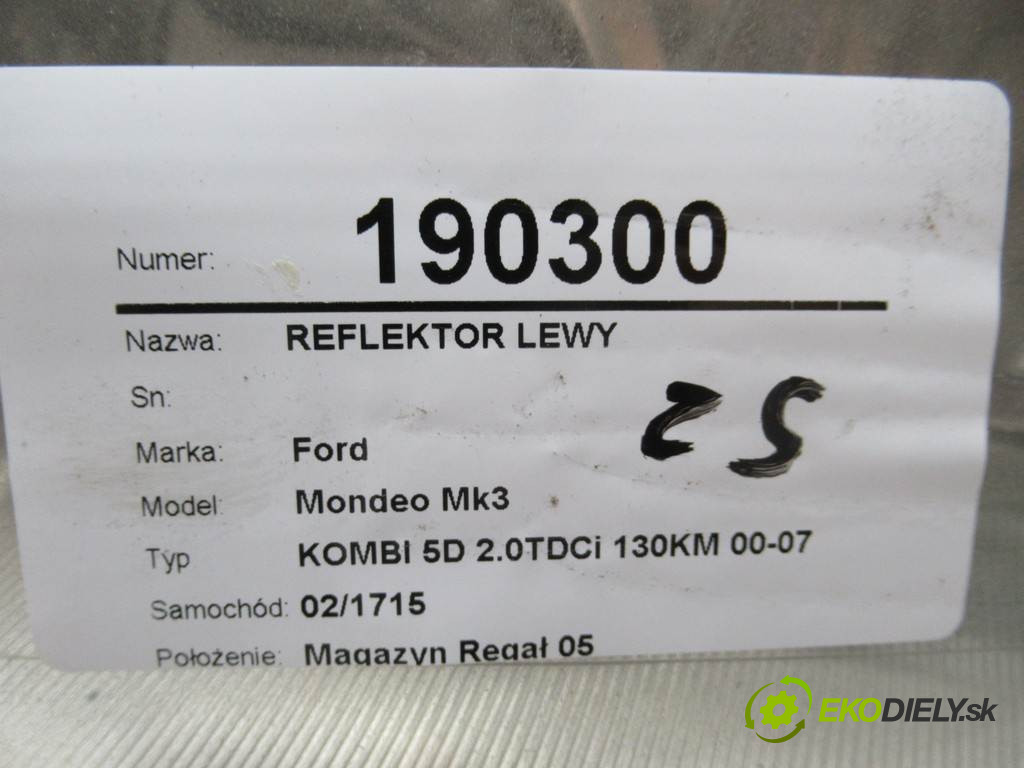 Numer: 190300
Nazwa: REFLEKTOR LEWY
Sn:
25
Marka: Ford
Model: Mondeo Mk3
Typ KOMBI 5D 2.0TDCi 130KM 00-07
Samochód: 02/1715
Położenie: Magazyn Regał 05
EKODIELY.sk